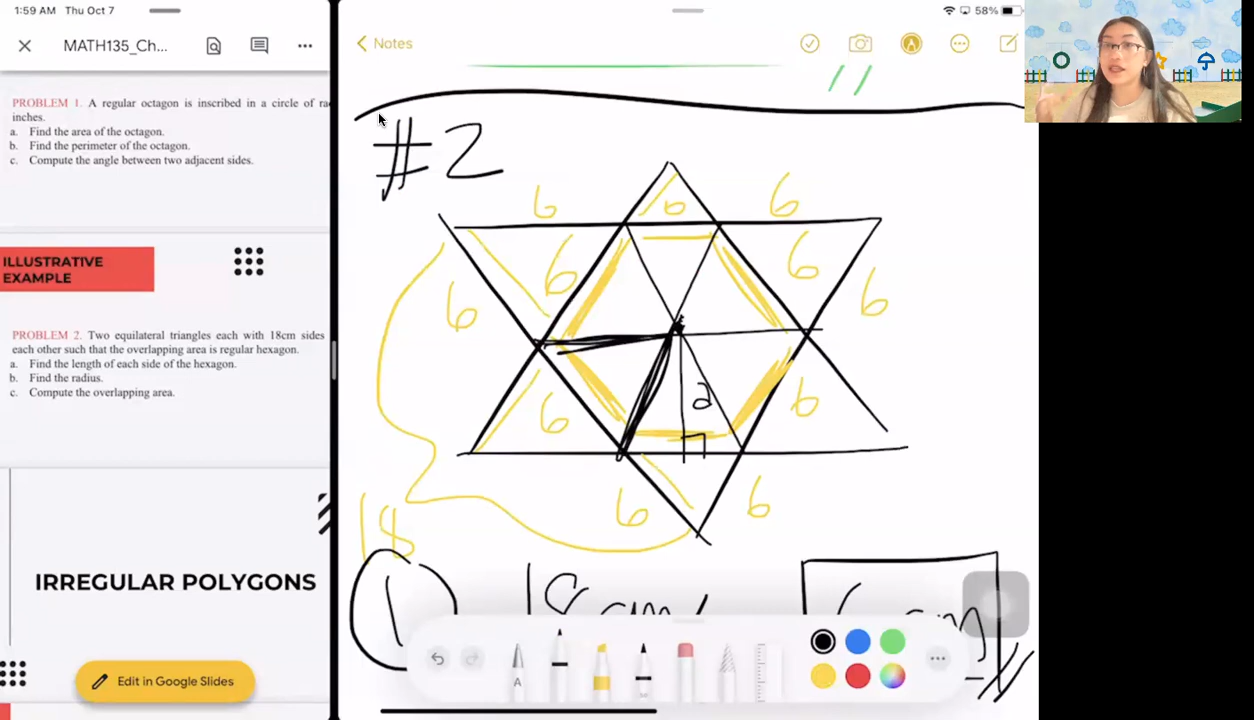 1:59 AM Thu Oct 7
58%
MATH135_Ch...
Notes
PROBLEM 1. A regular octagon is inscribed in a circle of ra
inches.
a. Find the area of the octagon.
b. Find the perimeter of the octagon.
c. Compute the angle between two adjacent sides.
ILLUSTRATIVE
EXAMPLE
PROBLEM 2. Two equilateral triangles each with 18cm sides
each other such that the overlapping area is regular hexagon.
a. Find the length of each side of the hexagon.
b. Find the radius.
c. Compute the overlapping area.
IRREGULAR POLYGONS
Edit in Google Slides
#2
6 6 6
6 6
6 6
a
6 6
6 6
18
1 18 cm 6 cm
A